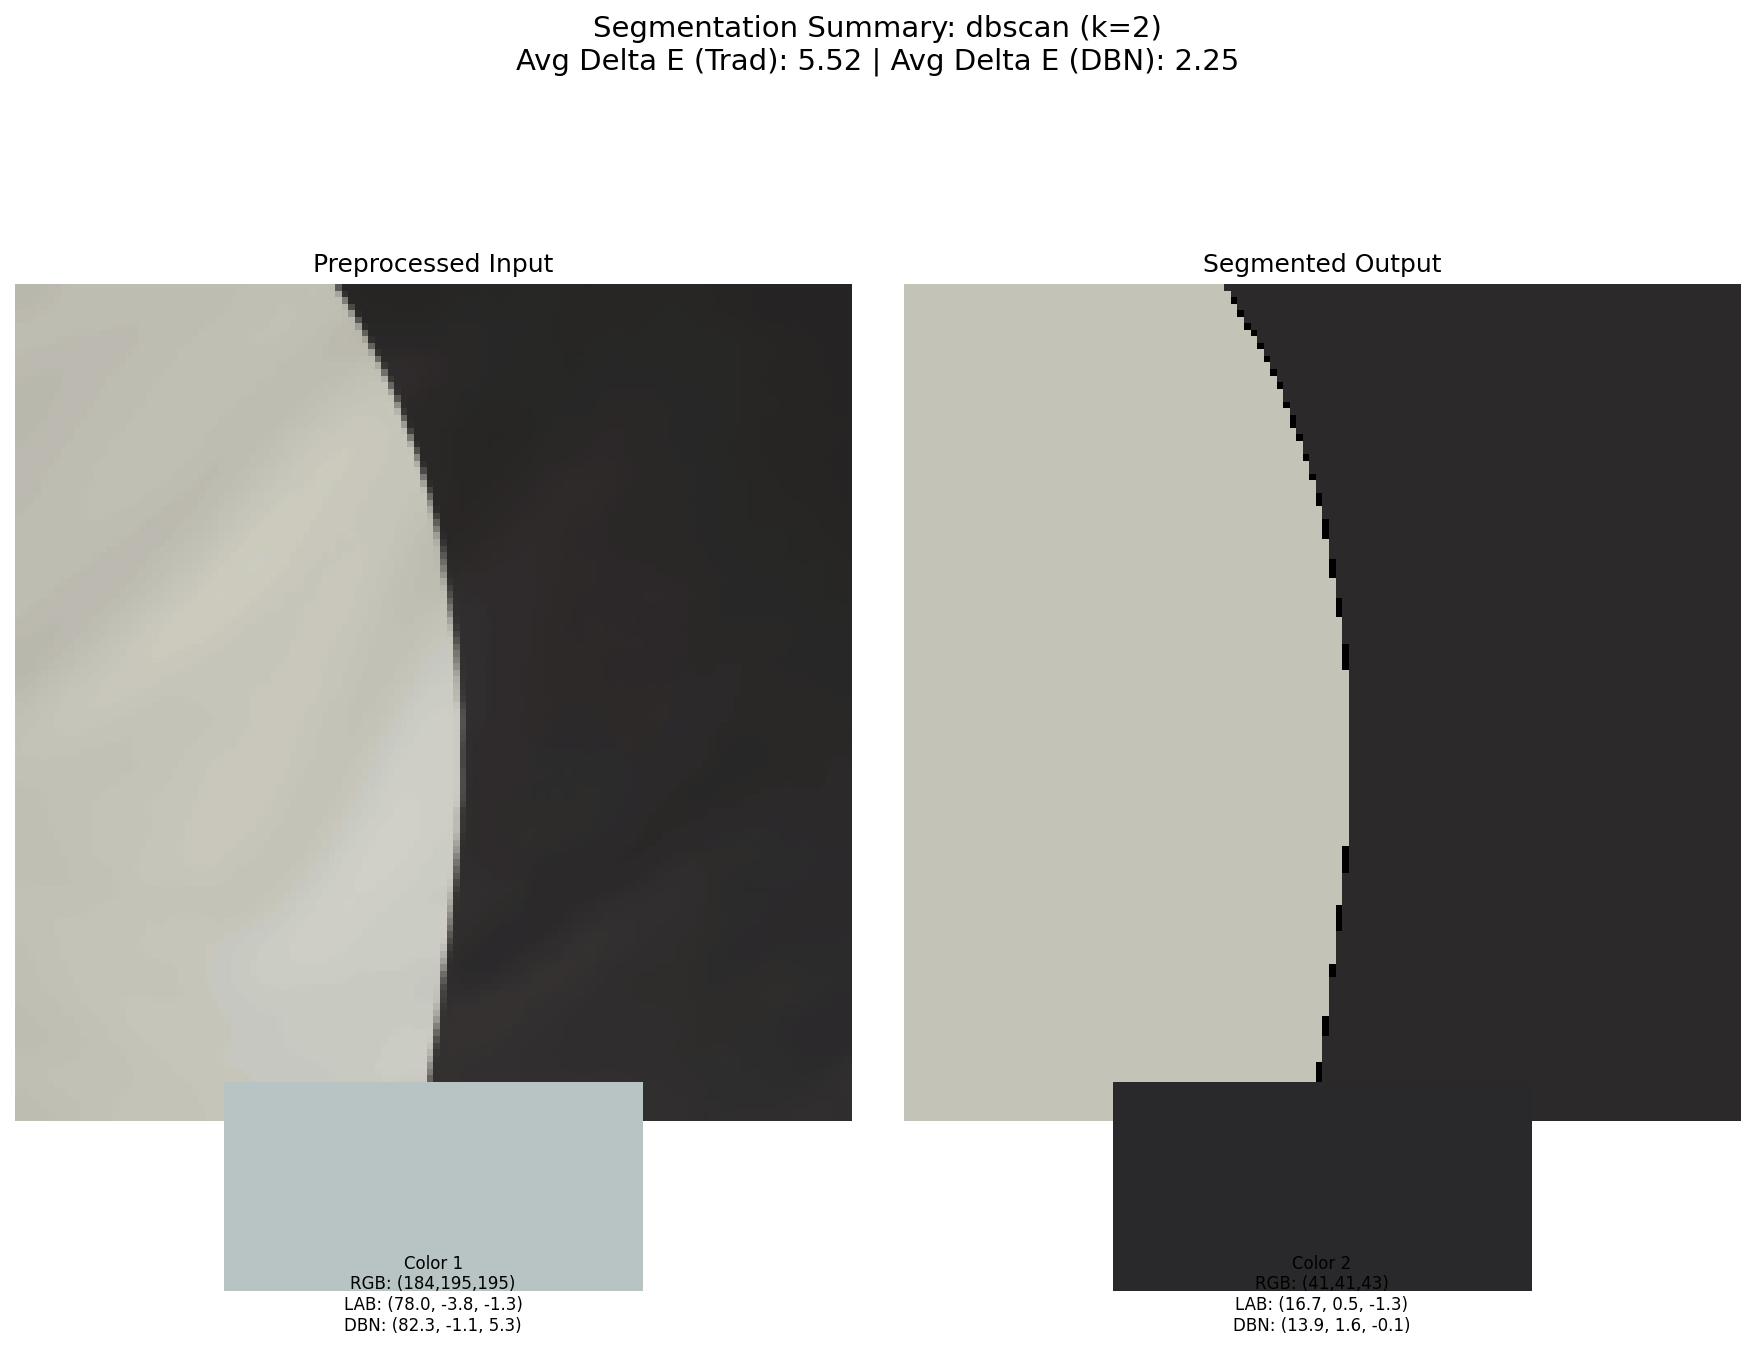 Segmentation Summary: dbscan (k=2)
Avg Delta E (Trad): 5.52 | Avg Delta E (DBN): 2.25
Preprocessed Input
Segmented Output
Color 1
RGB: (184,195,195)
LAB: (78.0, -3.8, -1.3)
DBN: (82.3, -1.1, 5.3)
Color 2
RGB: (41,41,43)
LAB: (16.7, 0.5, -1.3)
DBN: (13.9, 1.6, -0.1)